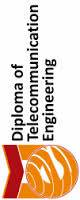 Diploma of
Telecommunication
Engineering